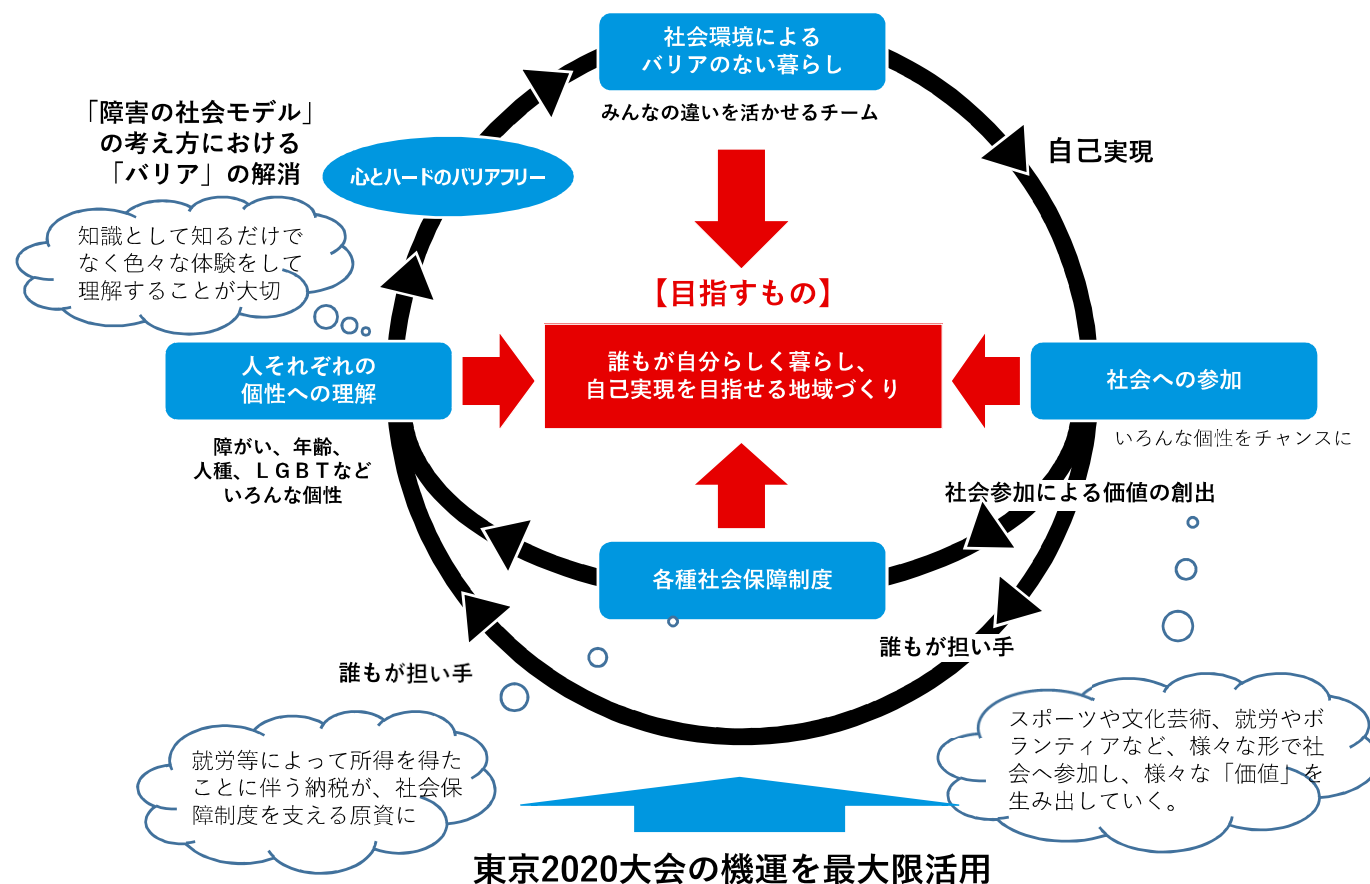 社会環境による
バリアのない暮らし
みんなの違いを活かせるチーム
「障害の社会モデル」
の考え方における
「バリア」の解消
心とハードのバリアフリー
自己実現
知識として知るだけで
なく色々な体験をして
理解することが大切
【目指すもの】
誰もが自分らしく暮らし、
自己実現を目指せる地域づくり
人それぞれの
個性への理解
障がい、年齢、
人種、ＬＧＢＴなど
いろんな個性
社会への参加
いろんな個性をチャンスに
社会参加による価値の創出
各種社会保障制度
誰もが担い手
誰もが担い手
就労等によって所得を得た
ことに伴う納税が、社会保
障制度を支える原資に
スポーツや文化芸術、就労やボ
ランティアなど、様々な形で社
会へ参加し、様々な「価値」を
生み出していく。
東京2020大会の機運を最大限活用